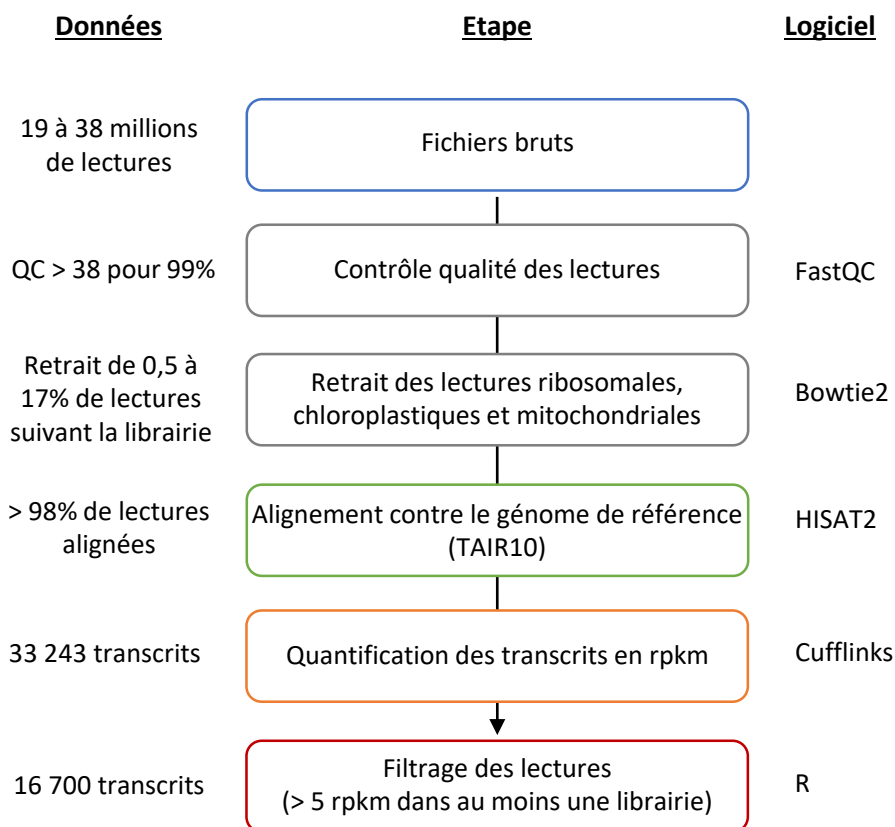 Données Etape Logiciel
19 à 38 millions
de lectures
Fichiers bruts
QC > 38 pour 99%
Contrôle qualité des lectures
FastQC
Retrait de 0,5 à
17% de lectures
suivant la librairie
Retrait des lectures ribosomales,
chloroplastiques et mitochondriales
Bowtie2
> 98% de lectures
alignées
Alignement contre le génome de référence
(TAIR10)
HISAT2
33 243 transcrits
Quantification des transcrits en rpkm
Cufflinks
16 700 transcrits
Filtrage des lectures
(> 5 rpkm dans au moins une librairie)
R